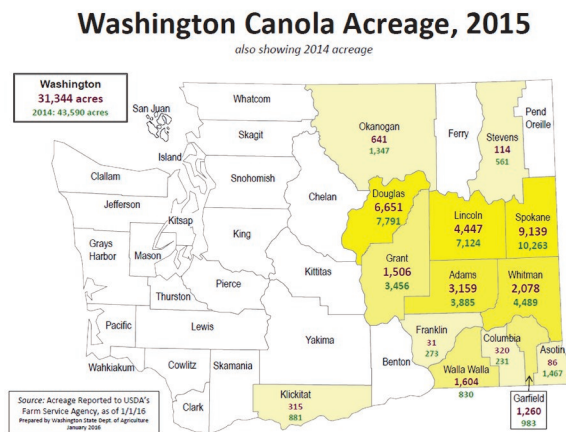 Washington Canola Acreage, 2015
also showing 2014 acreage
Washington
31,344 acres
2014: 43,590 acres
San Juan
Whatcom
Skagit
Island
Snohomish
Clallam
Jefferson
Kitsap
King
Grays
Harbor
Mason
Thurston
Pierce
Pacific
Lewis
Wahkiakum
Cowlitz
Skamania
Clark
Chelan
Kittitas
Yakima
Klickitat
315
881
Okanogan
641
1,347
Ferry
Stevens
114
561
Pend
Oreille
Douglas
6,651
7,791
Lincoln
4,447
7,124
Spokane
9,139
10,263
Grant
1,506
3,456
Adams
3,159
3,885
Whitman
2,078
4,489
Benton
Franklin
31
273
Walla Walla
1,604
830
Columbia
320
231
Asotin
86
1,467
Garfield
1,260
983
Source: Acreage Reported to USDA's
Farm Service Agency, as of 1/1/16
Prepared by Washington State Dept. of Agriculture
January 2016